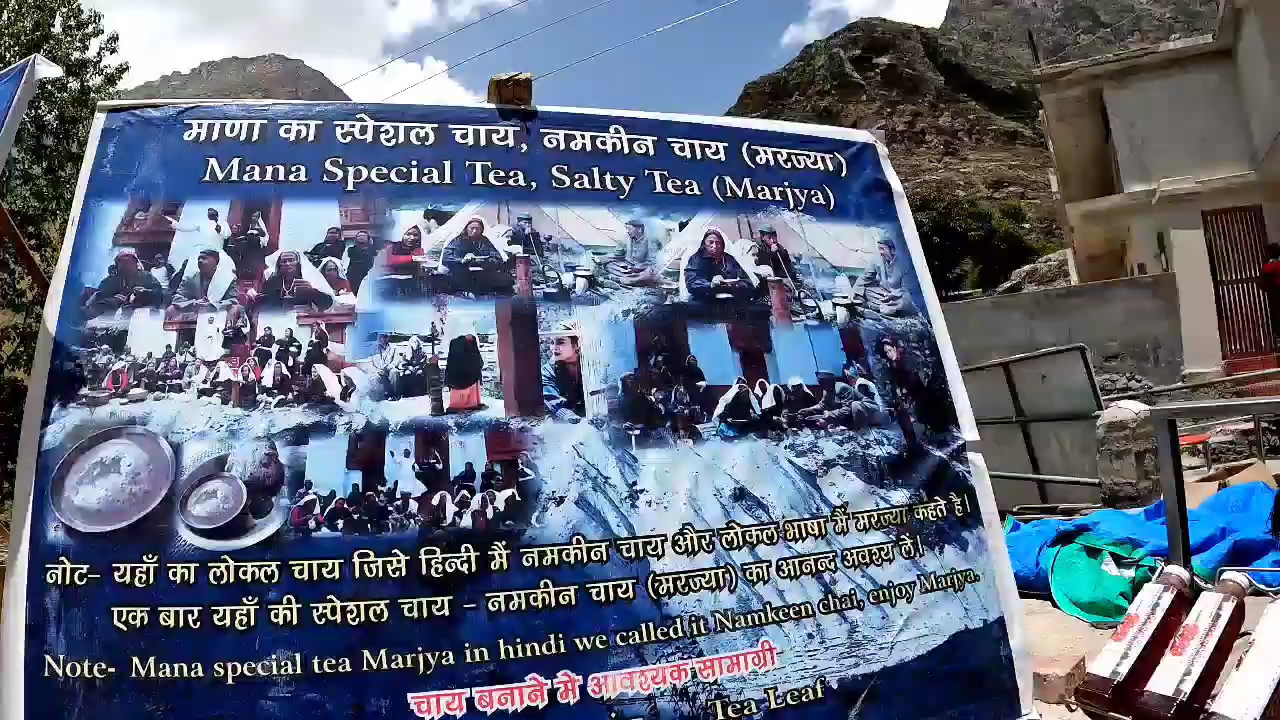 माणा का स्पेशल चाय, नमकीन चाय (मरज्या)
Mana Special Tea, Salty Tea (Marjya)
नोट- यहाँ का लोकल चाय जिसे हिन्दी मैं नमकीन चाय और लोकल भाषा मैं मरज्या कहते है।
एक बार यहाँ की स्पेशल चाय - नमकीन चाय (मरज्या) का आनन्द अवश्य लें।
Note- Mana special tea Marjya in hindi we called it Namkeen chai, enjoy Marjya.
चाय बनाने मे आवश्यक सामाग्री
Tea Leaf